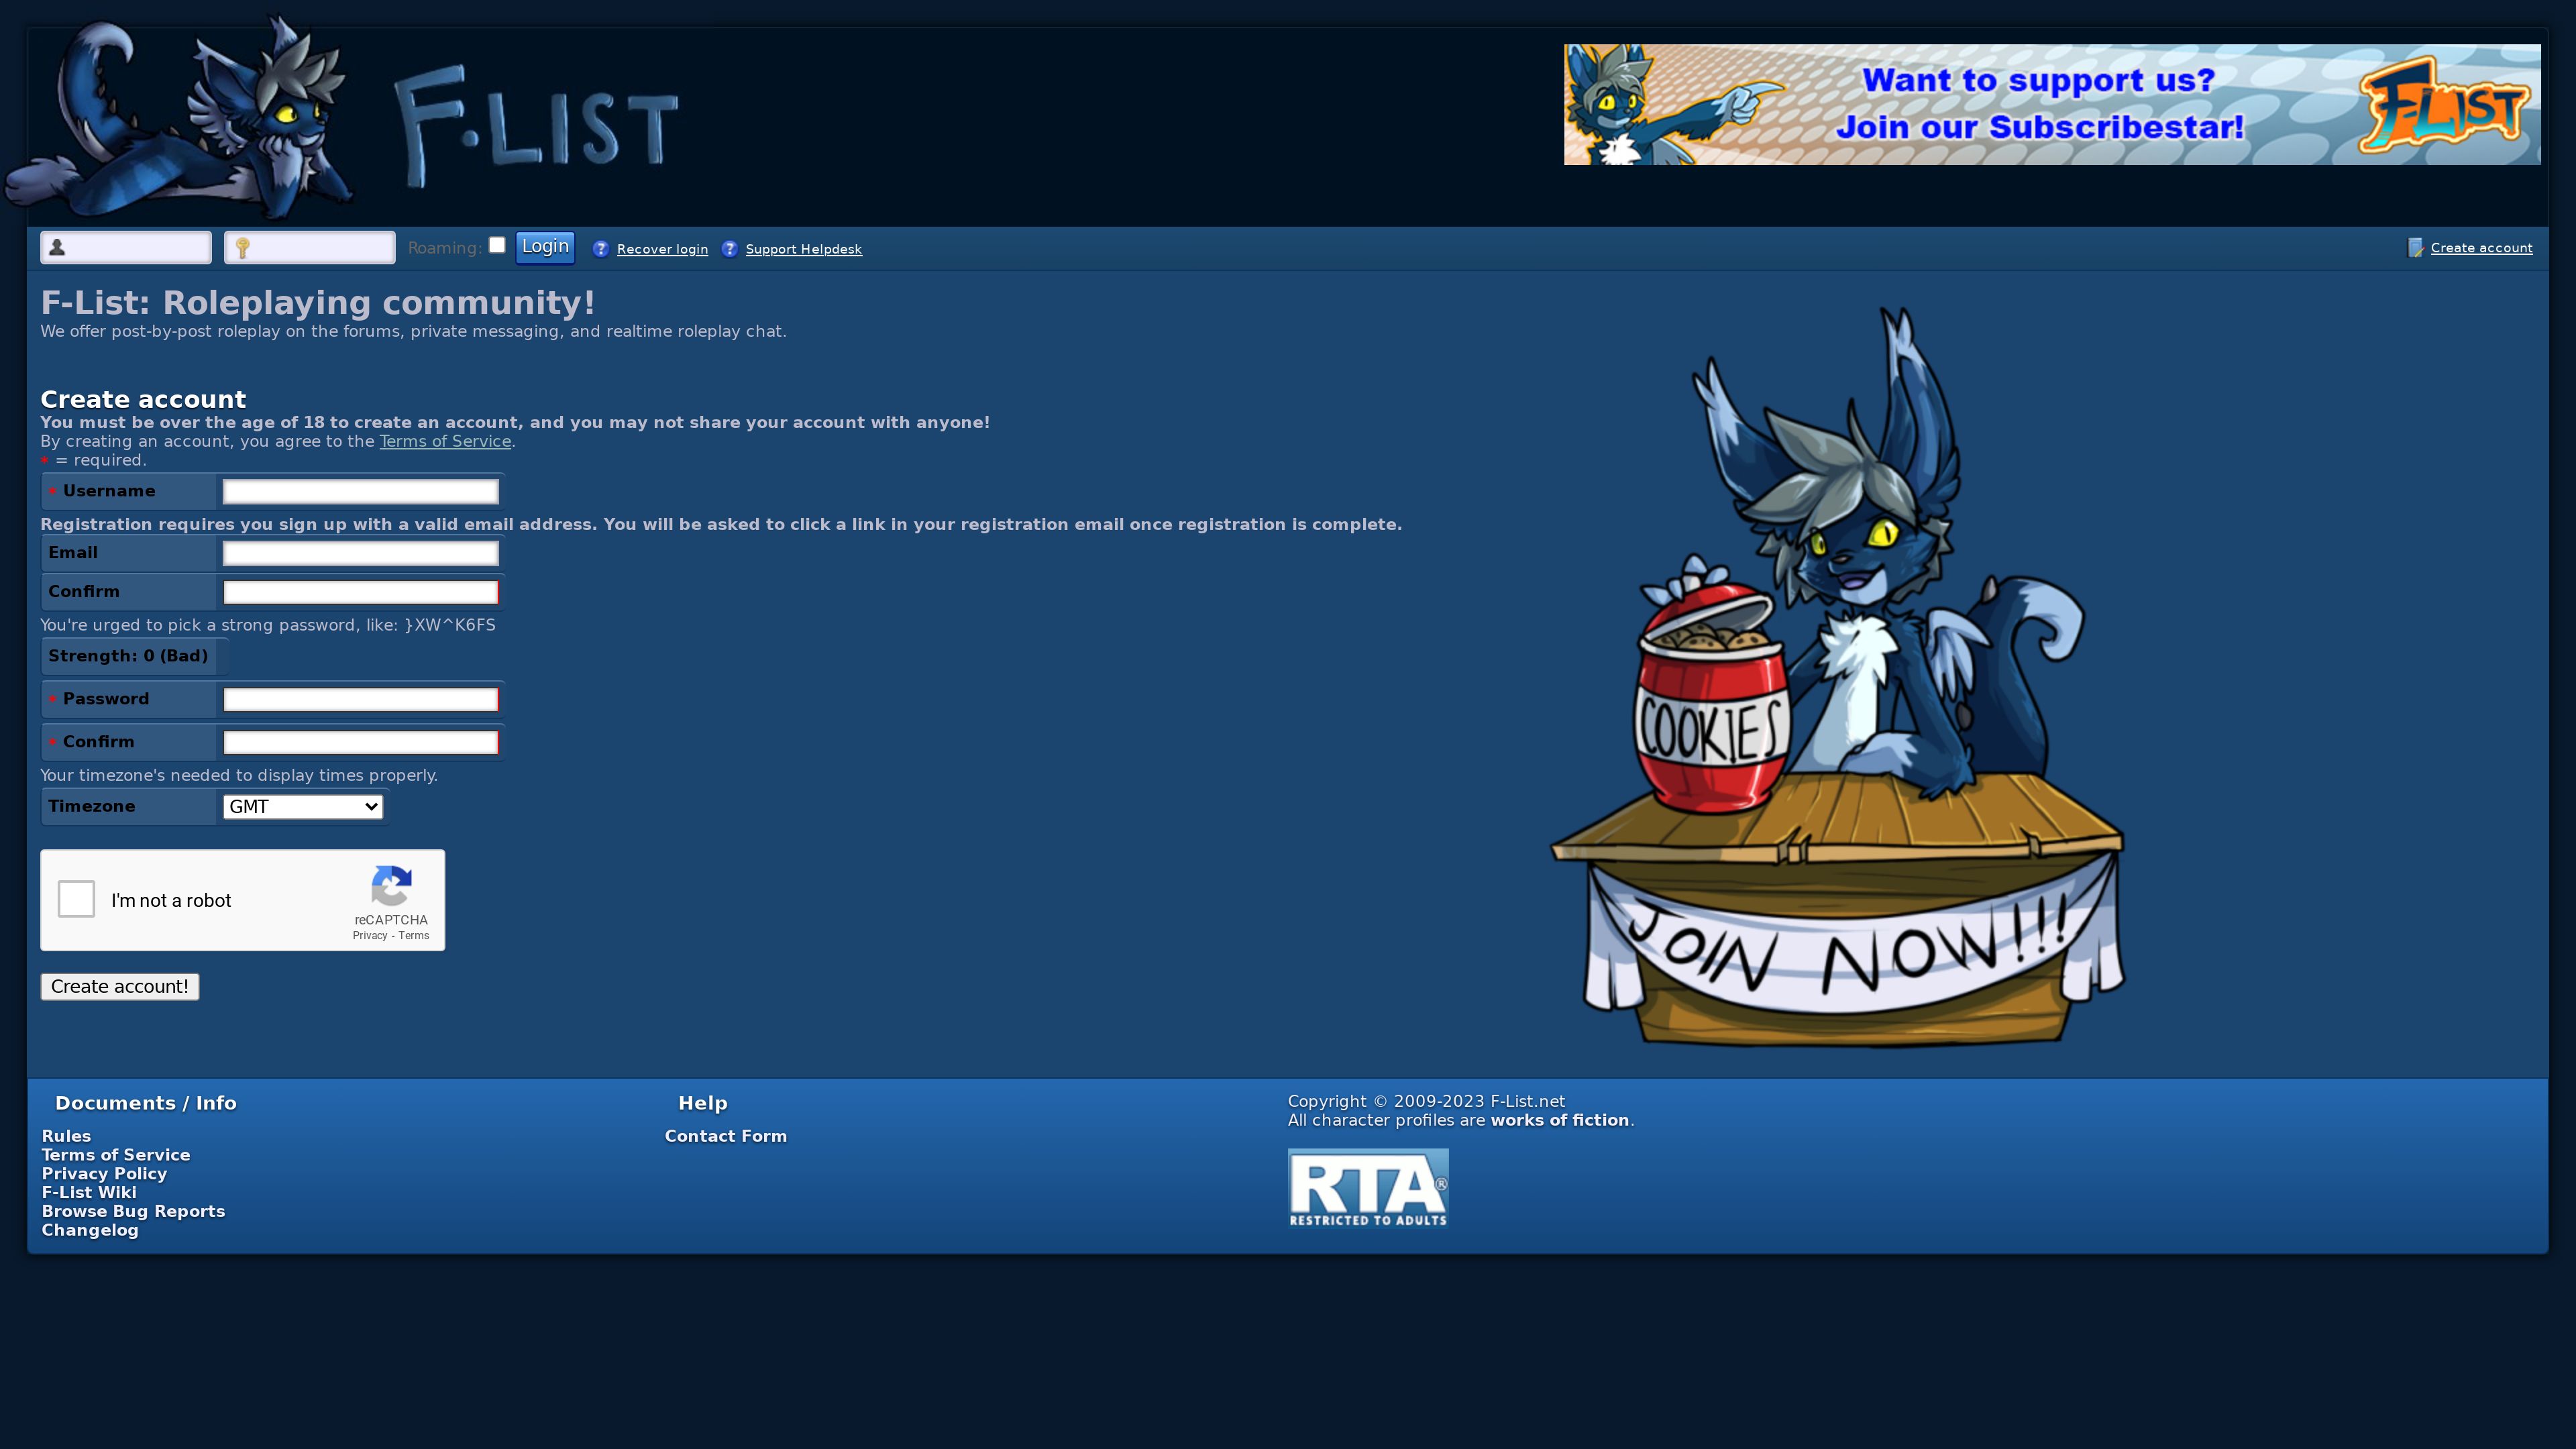 F-LIST
Want to support us?
Join our Subscribestar!
F-LIST
Roaming:
Login
Recover login
Support Helpdesk
Create account
F-List: Roleplaying community!
We offer post-by-post roleplay on the forums, private messaging, and realtime roleplay chat.
Create account
You must be over the age of 18 to create an account, and you may not share your account with anyone!
By creating an account, you agree to the Terms of Service.
* = required.
* Username
Registration requires you sign up with a valid email address. You will be asked to click a link in your registration email once registration is complete.
Email
Confirm
You're urged to pick a strong password, like: }XW^K6FS
Strength: 0 (Bad)
* Password
* Confirm
Your timezone's needed to display times properly.
Timezone
GMT
I'm not a robot
reCAPTCHA
Privacy - Terms
Create account!
COOKIES
JOIN NOW!!!
Documents / Info
Rules
Terms of Service
Privacy Policy
F-List Wiki
Browse Bug Reports
Changelog
Help
Contact Form
Copyright © 2009-2023 F-List.net
All character profiles are works of fiction.
RTA®
RESTRICTED TO ADULTS